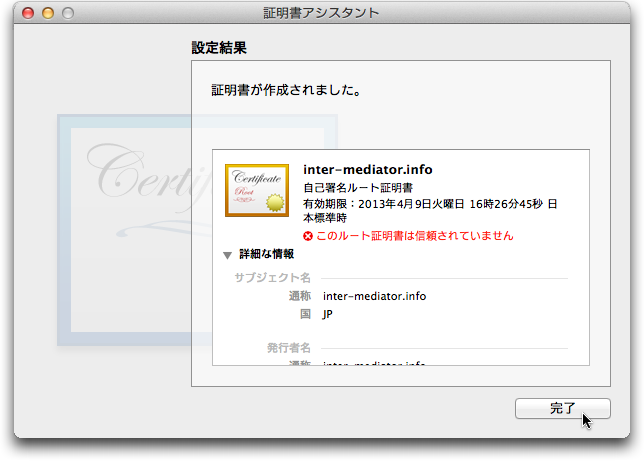 証明書アシスタント
設定結果
証明書が作成されました。
Certificate
Certificate
Root
inter-mediator.info
自己署名ルート証明書
有効期限：2013年4月9日火曜日 16時26分45秒 日
本標準時
このルート証明書は信頼されていません
詳細な情報
サブジェクト名
通称 inter-mediator.info
国 JP
発行者名
通称 inter-mediator.info
完了